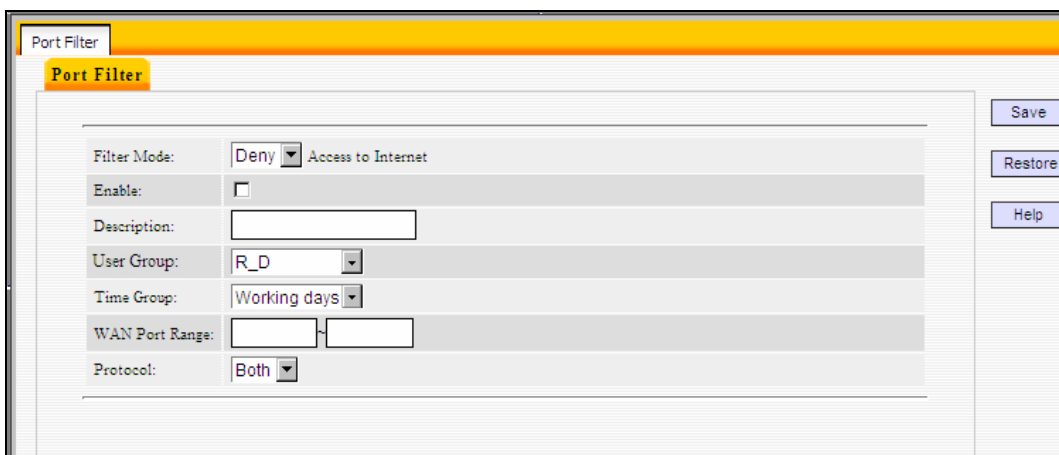 Port Filter
Port Filter
Save
Filter Mode: Deny Access to Internet
Restore
Enable:
Description:
Help
User Group: R_D
Time Group: Working days
WAN Port Range: ~
Protocol: Both